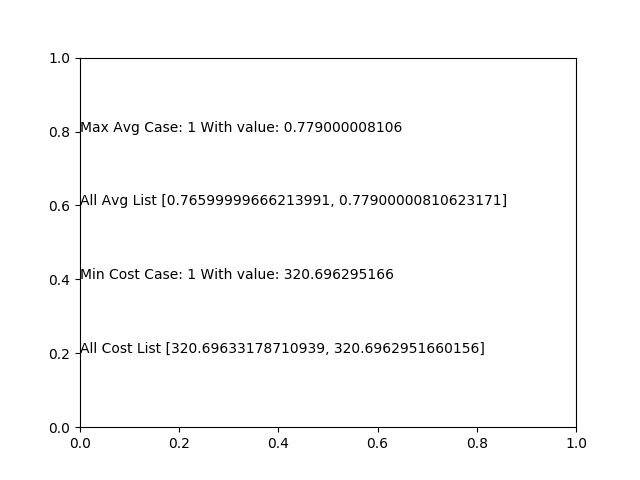 1.0
0.8
Max Avg Case: 1 With value: 0.779000008106
0.6
All Avg List [0.76599999666213991, 0.77900000810623171]
0.4
Min Cost Case: 1 With value: 320.696295166
0.2
All Cost List [320.69633178710939, 320.6962951660156]
0.0
0.0 0.2 0.4 0.6 0.8 1.0